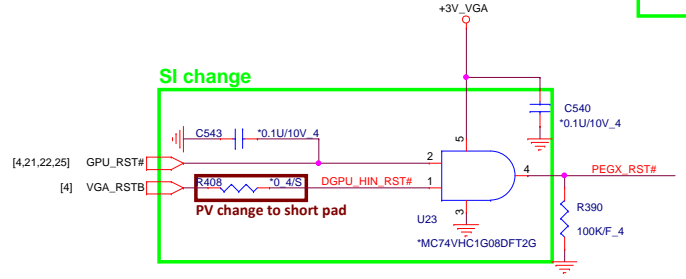 +3V_VGA
SI change
C543 *0.1U/10V_4
C540
*0.1U/10V_4
5
[4,21,22,25] GPU_RST# 2
4 PEGX_RST#
[4] VGA_RSTB R408 *0_4/S DGPU_HIN_RST# 1
PV change to short pad
3
U23
R390
100K/F_4
*MC74VHC1G08DFT2G